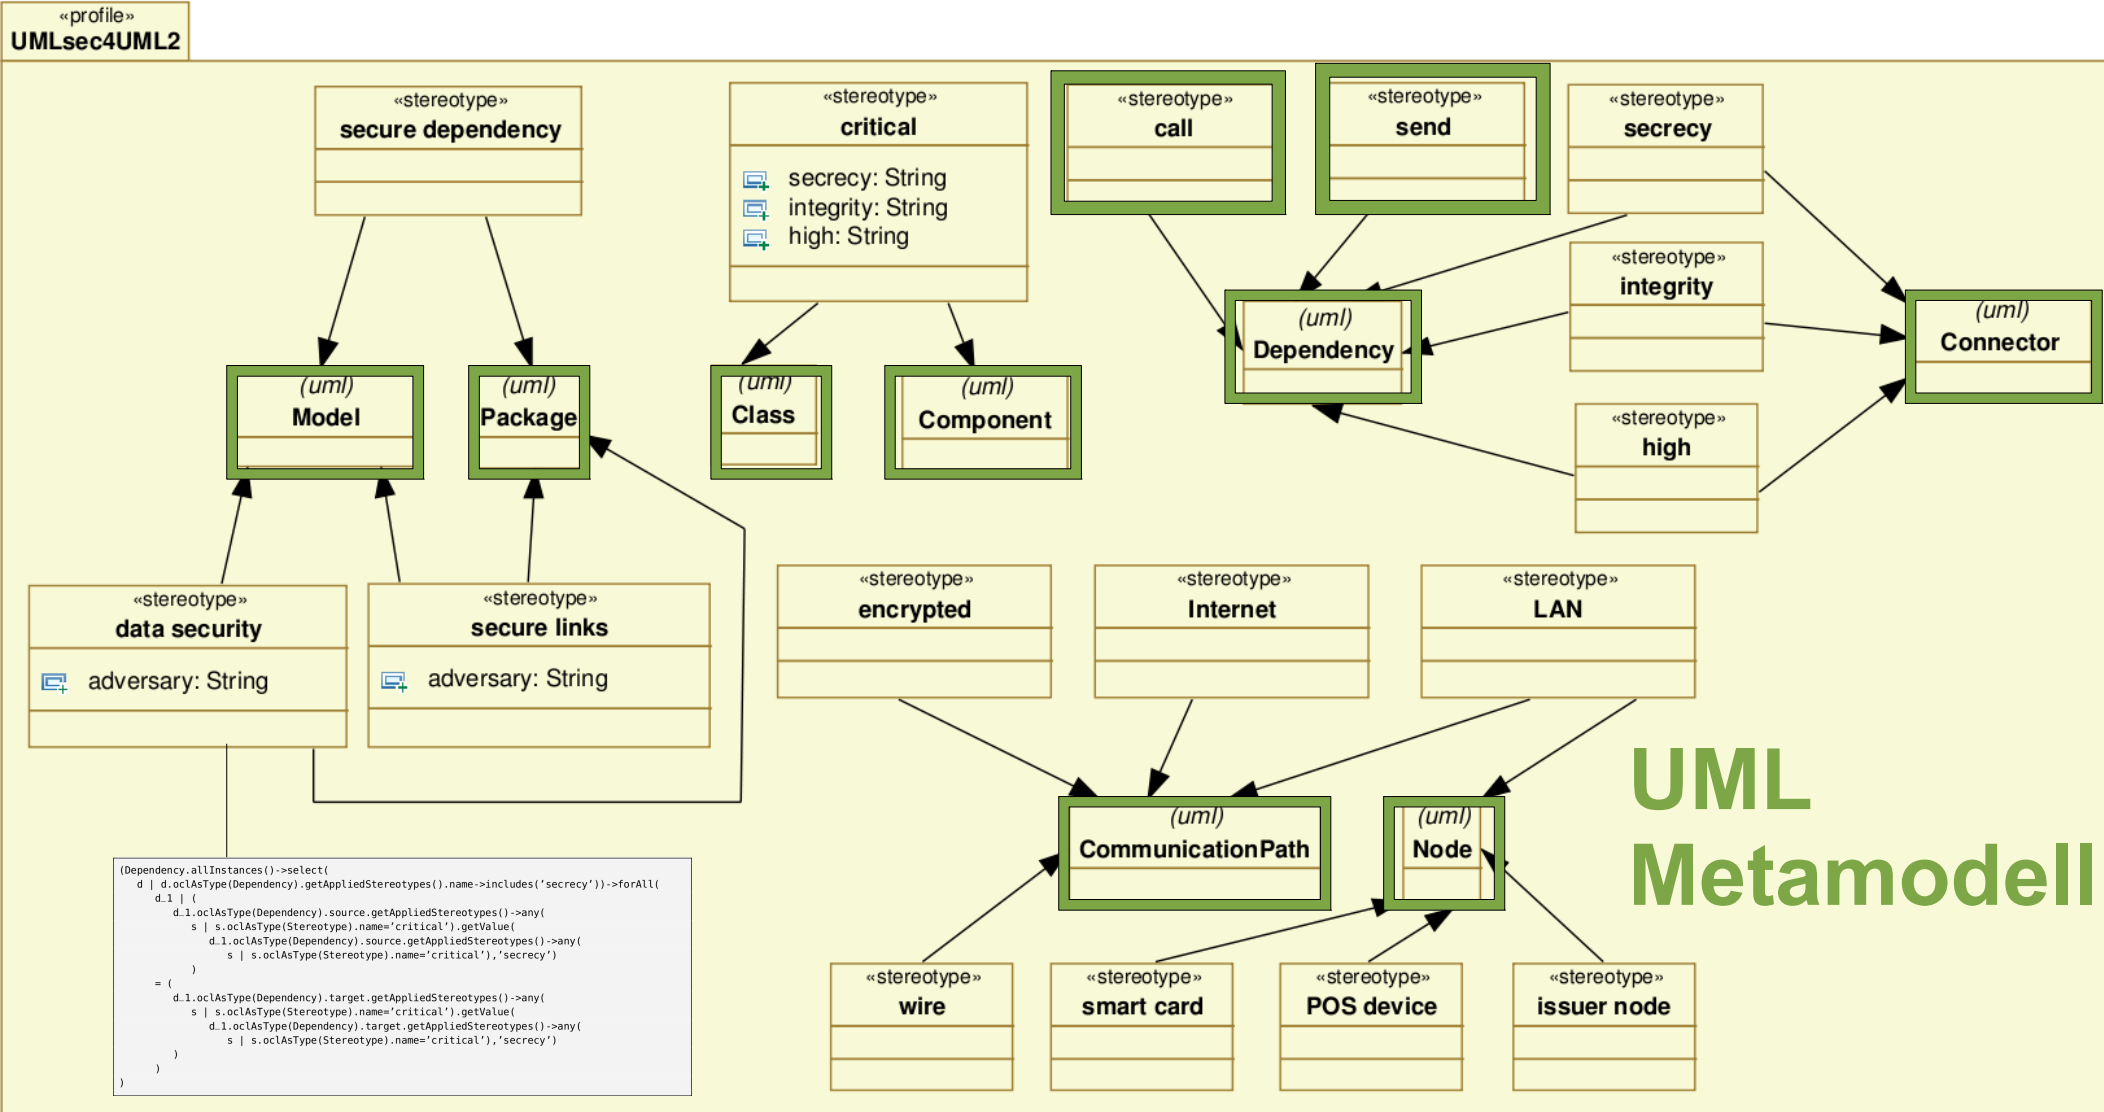 «profile»
UMLsec4UML2
«stereotype»
secure dependency
«stereotype»
critical
secrecy: String
integrity: String
high: String
«stereotype»
call
«stereotype»
send
«stereotype»
secrecy
«stereotype»
integrity
«stereotype»
high
(uml)
Model
(uml)
Package
(uml)
Class
(uml)
Component
(uml)
Dependency
(uml)
Connector
«stereotype»
data security
adversary: String
«stereotype»
secure links
adversary: String
«stereotype»
encrypted
«stereotype»
Internet
«stereotype»
LAN
(uml)
CommunicationPath
(uml)
Node
UML
Metamodell
(Dependency.allInstances()->select(
d | d.oclAsType(Dependency).getAppliedStereotypes().name->includes('secrecy'))->forAll(
d_1 | (
d_1.oclAsType(Dependency).source.getAppliedStereotypes()->any(
s | s.oclAsType(Stereotype).name='critical').getValue(
d_1.oclAsType(Dependency).source.getAppliedStereotypes()->any(
s | s.oclAsType(Stereotype).name='critical'),'secrecy')
)
= (
d_1.oclAsType(Dependency).target.getAppliedStereotypes()->any(
s | s.oclAsType(Stereotype).name='critical').getValue(
d_1.oclAsType(Dependency).target.getAppliedStereotypes()->any(
s | s.oclAsType(Stereotype).name='critical'),'secrecy')
)
)
)
«stereotype»
wire
«stereotype»
smart card
«stereotype»
POS device
«stereotype»
issuer node